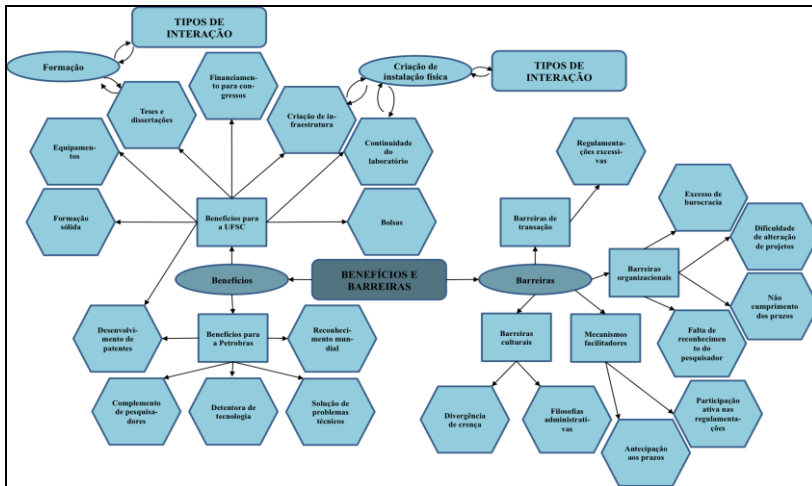 TIPOS DE
INTERAÇÃO
Formação
Teses e
dissertações
Financiamen-
to para con-
gressos
Criação de in-
fraestrutura
Criação de
instalação física
TIPOS DE
INTERAÇÃO
Continuidade
do
laboratório
Equipamen-
tos
Formação
sólida
Benefícios para
a UFSC
Bolsas
Regulament-
ações excessi-
vas
Barreiras de
transação
Excesso de
burocracia
Dificuldade
de alteração
de projetos
Barreiras
organizacionais
Não
cumprimento
dos prazos
Benefícios
BENEFÍCIOS E
BARREIRAS
Barreiras
Desenvolvi-
mento de
patentes
Benefícios para
a Petrobras
Reconheci-
mento mun-
dial
Barreiras
culturais
Mecanismos
facilitadores
Falta de
reconhecime-
nto do
pesquisador
Complemento
de pesquisa-
dores
Detentora de
tecnologia
Solução de
problemas
técnicos
Divergência
de crença
Filosofias
administrati-
vas
Antecipação
aos prazos
Participação
ativa nas
regulamenta-
ções